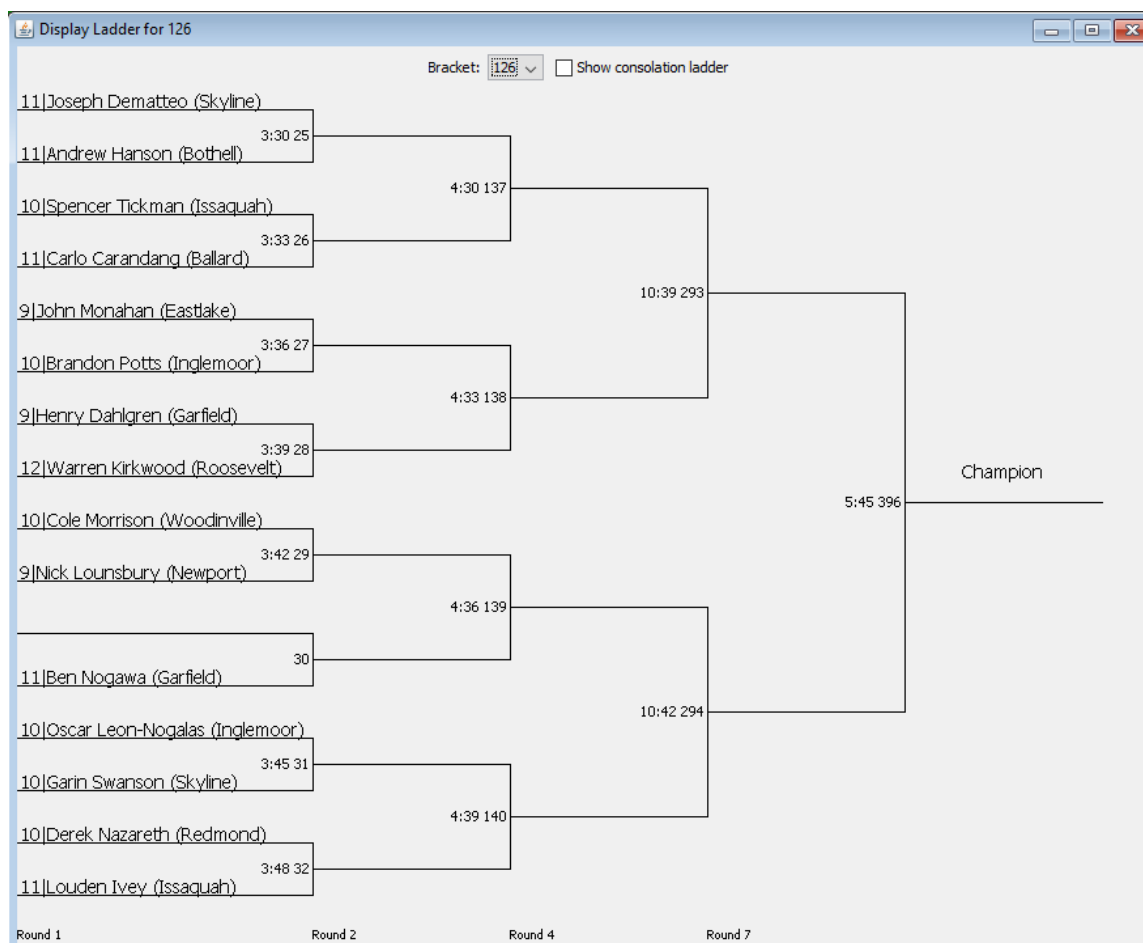 Display Ladder for 126
Bracket: 126 Show consolation ladder
11|Joseph Dematteo (Skyline)
3:30 25
11|Andrew Hanson (Bothell)
4:30 137
10|Spencer Tickman (Issaquah)
3:33 26
11|Carlo Carandang (Ballard)
10:39 293
9|John Monahan (Eastlake)
3:36 27
10|Brandon Potts (Inglemoor)
4:33 138
9|Henry Dahlgren (Garfield)
3:39 28
12|Warren Kirkwood (Roosevelt)
Champion
5:45 396
10|Cole Morrison (Woodinville)
3:42 29
9|Nick Lounsbury (Newport)
4:36 139
30
11|Ben Nogawa (Garfield)
10:42 294
10|Oscar Leon-Nogalas (Inglemoor)
3:45 31
10|Garin Swanson (Skyline)
4:39 140
10|Derek Nazareth (Redmond)
3:48 32
11|Louden Ivey (Issaquah)
Round 1 Round 2 Round 4 Round 7